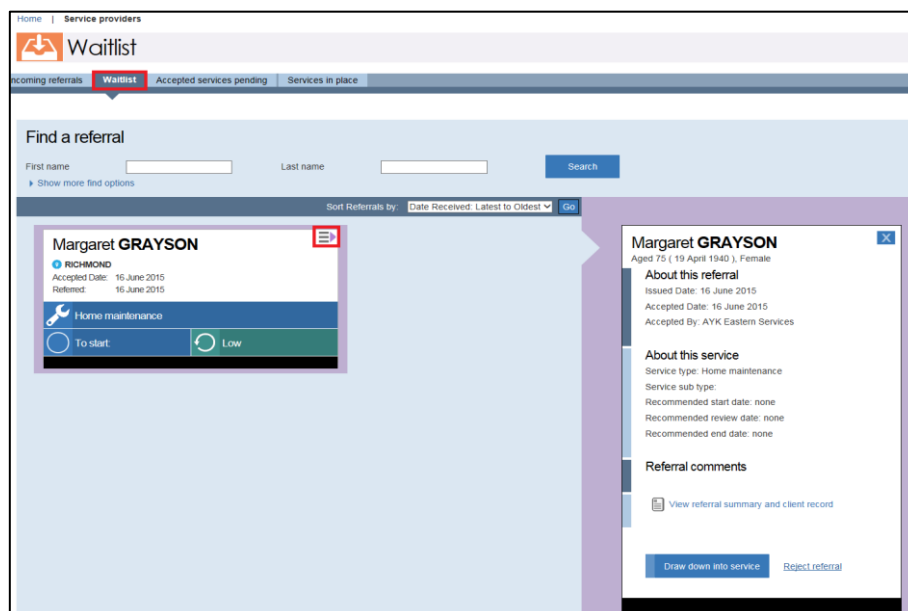 Home | Service providers
Waitlist
ncoming referrals Waitlist Accepted services pending Services in place
Find a referral
First name Last name Search
Show more find options
Sort Referrals by: Date Received: Latest to Oldest Go
Margaret GRAYSON
RICHMOND
Accepted Date: 16 June 2015
Referred: 16 June 2015
Home maintenance
To start: Low
Margaret GRAYSON X
Aged 75 ( 19 April 1940 ), Female
About this referral
Issued Date: 16 June 2015
Accepted Date: 16 June 2015
Accepted By: AYK Eastern Services
About this service
Service type: Home maintenance
Service sub type:
Recommended start date: none
Recommended review date: none
Recommended end date: none
Referral comments
View referral summary and client record
Draw down into service Reject referral